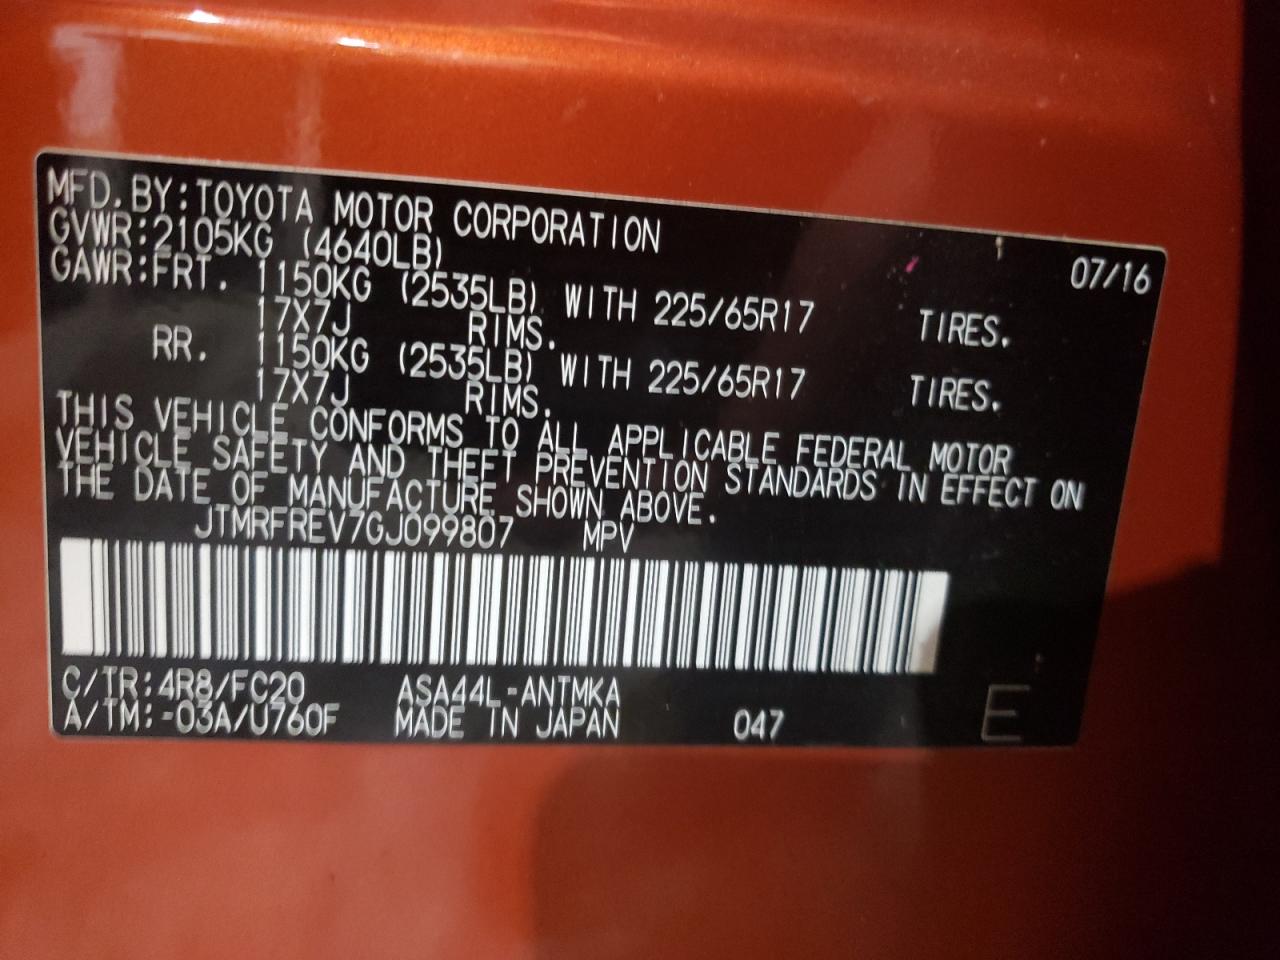 MFD. BY: TOYOTA MOTOR CORPORATION 07/16
GVWR: 2105KG (4640LB)
GAWR: FRT. 1150KG (2535LB) WITH 225/65R17 TIRES.
17X7J RIMS.
RR. 1150KG (2535LB) WITH 225/65R17 TIRES.
17X7J RIMS.
THIS VEHICLE CONFORMS TO ALL APPLICABLE FEDERAL MOTOR
VEHICLE SAFETY AND THEFT PREVENTION STANDARDS IN EFFECT ON
THE DATE OF MANUFACTURE SHOWN ABOVE.
JTMRFREV7GJ099807 MPV
C/TR: 4R8/FC20 ASA44L-ANTMKA
A/TM: -03A/U760F MADE IN JAPAN 047 E